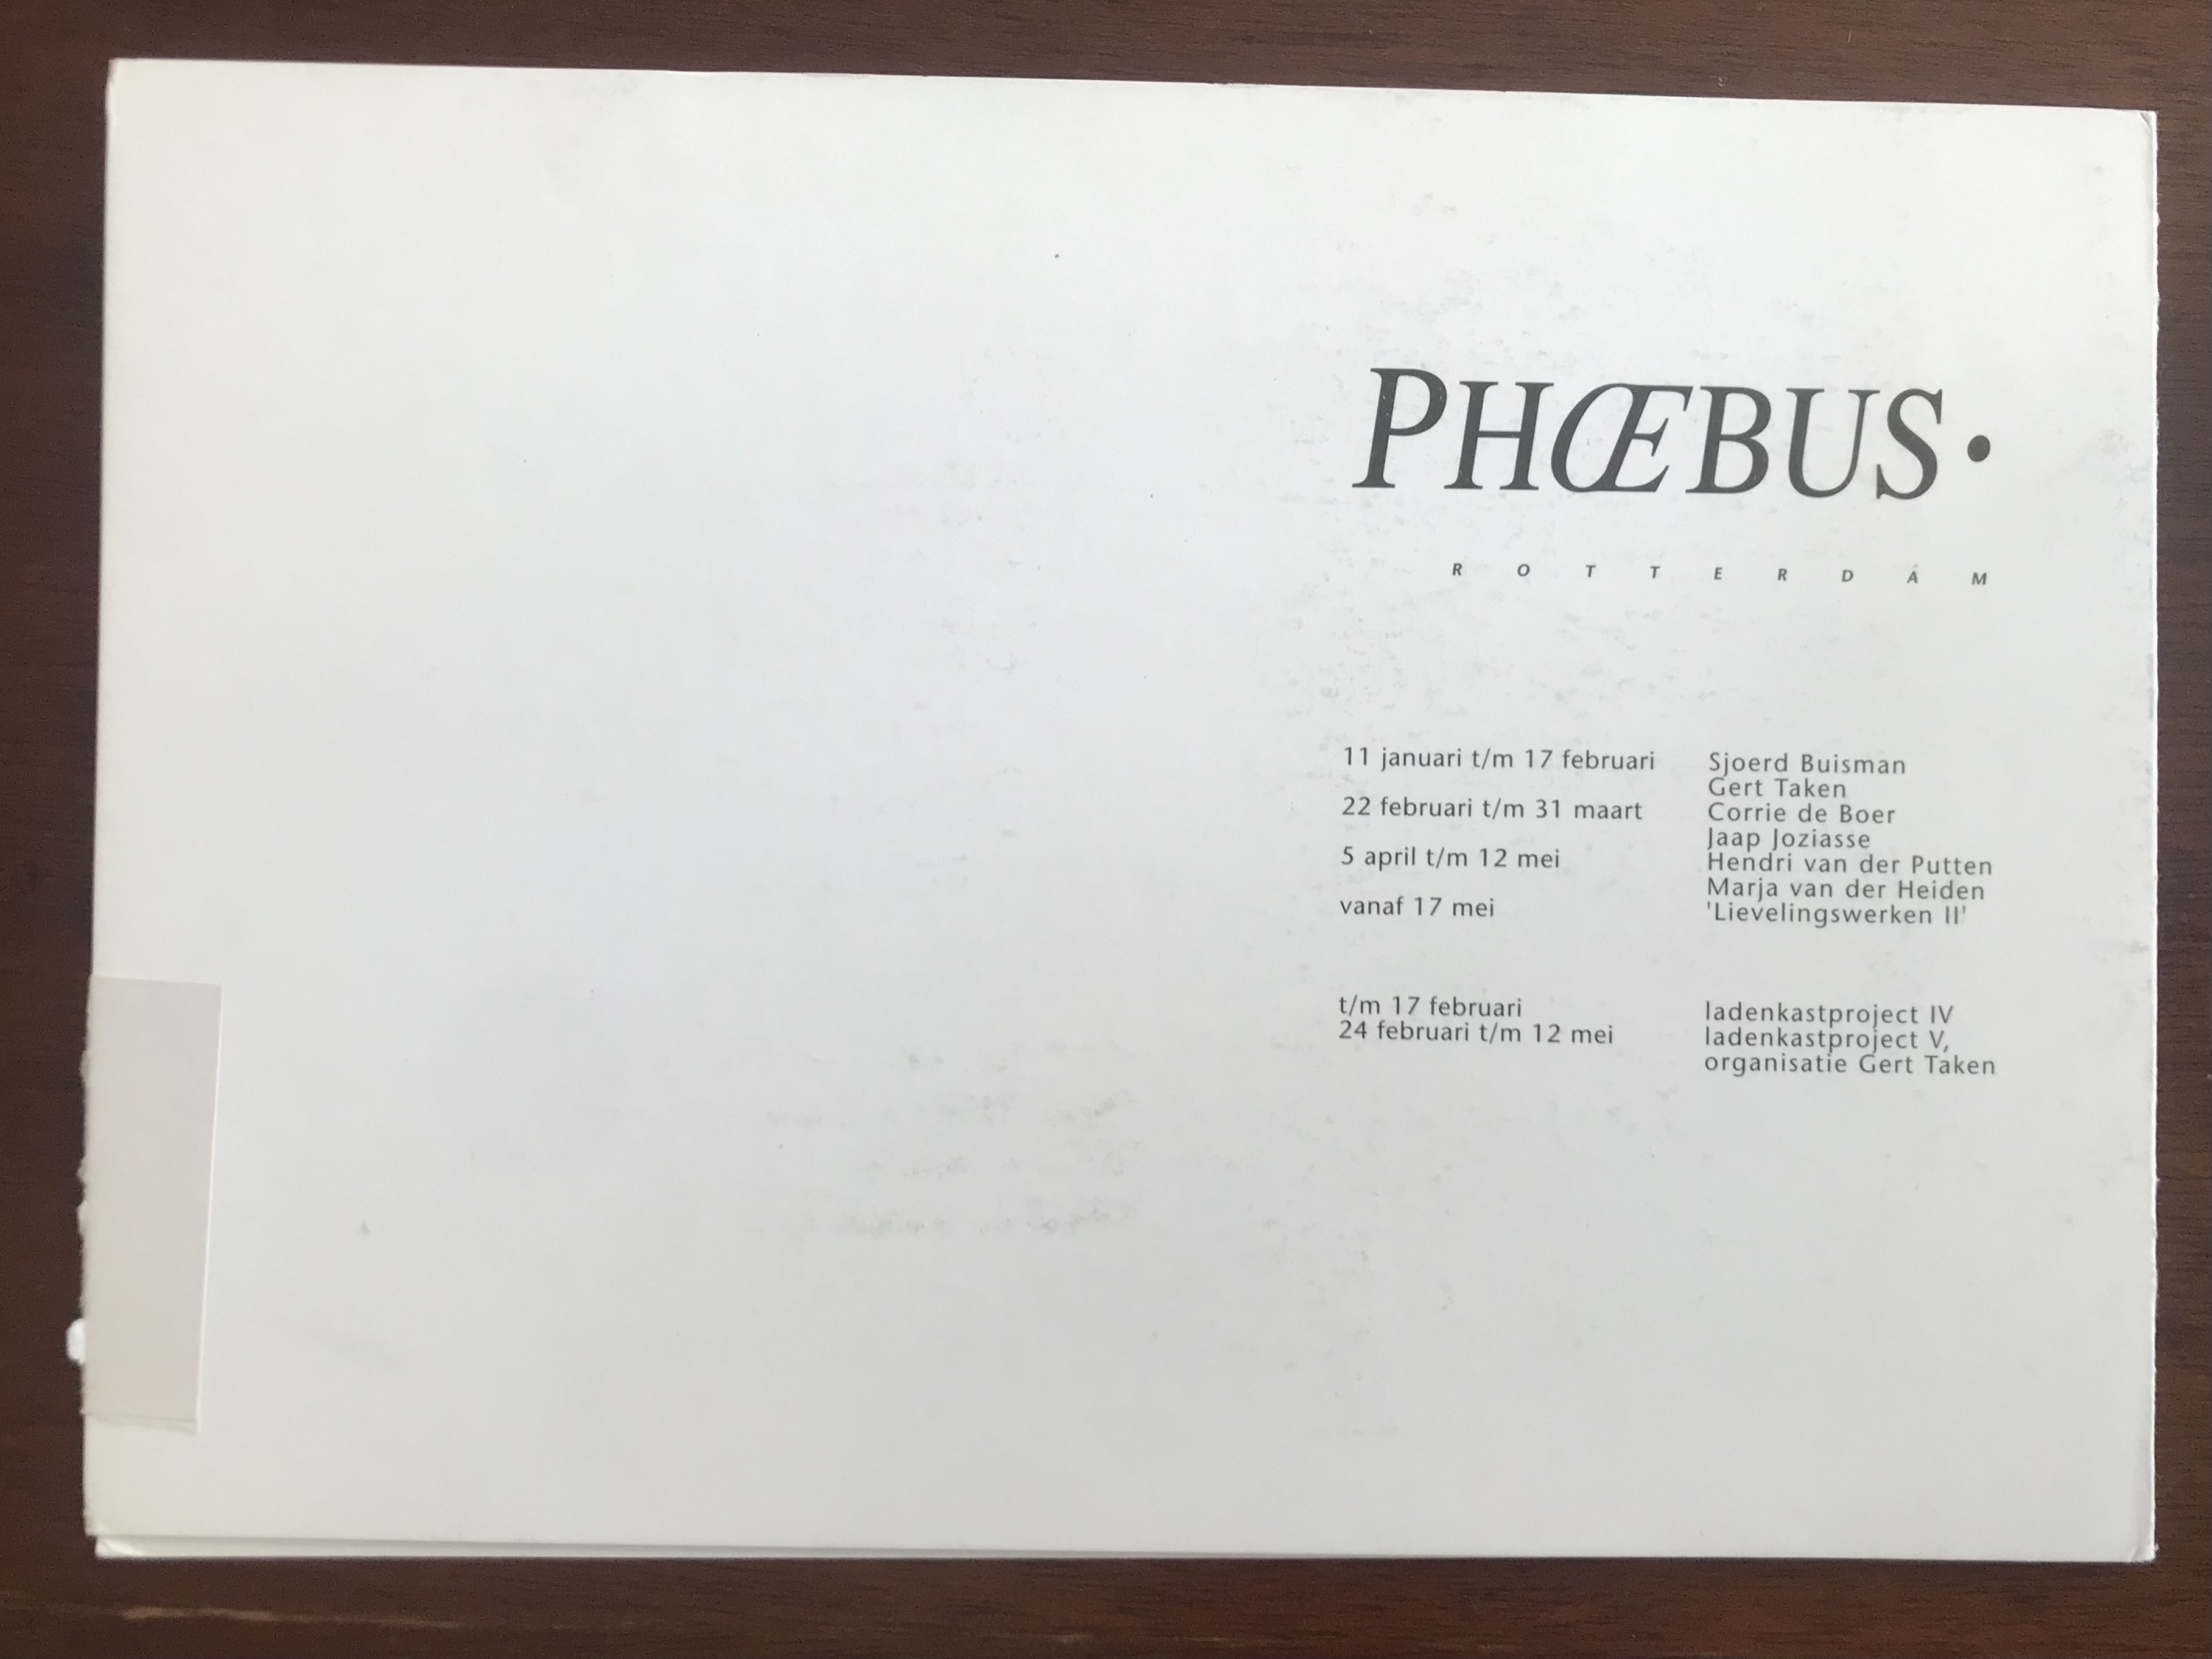 PHŒBUS•
ROTTERDAM
11 januari t/m 17 februari Sjoerd Buisman
Gert Taken
22 februari t/m 31 maart Corrie de Boer
Jaap Joziasse
5 april t/m 12 mei Hendri van der Putten
Marja van der Heiden
vanaf 17 mei 'Lievelingswerken II'
t/m 17 februari ladenkastproject IV
24 februari t/m 12 mei ladenkastproject V,
organisatie Gert Taken